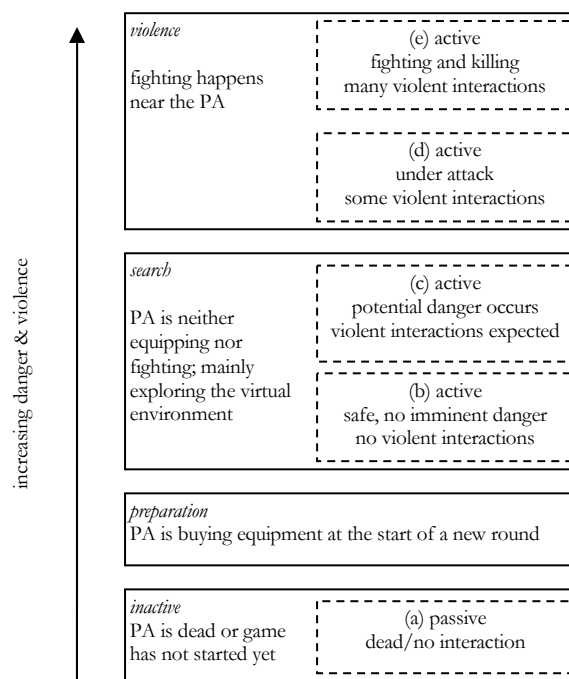 increasing danger & violence
violence
fighting happens
near the PA
(e) active
fighting and killing
many violent interactions
(d) active
under attack
some violent interactions
search
PA is neither
equipping nor
fighting; mainly
exploring the virtual
environment
(c) active
potential danger occurs
violent interactions expected
(b) active
safe, no imminent danger
no violent interactions
preparation
PA is buying equipment at the start of a new round
inactive
PA is dead or game
has not started yet
(a) passive
dead/no interaction